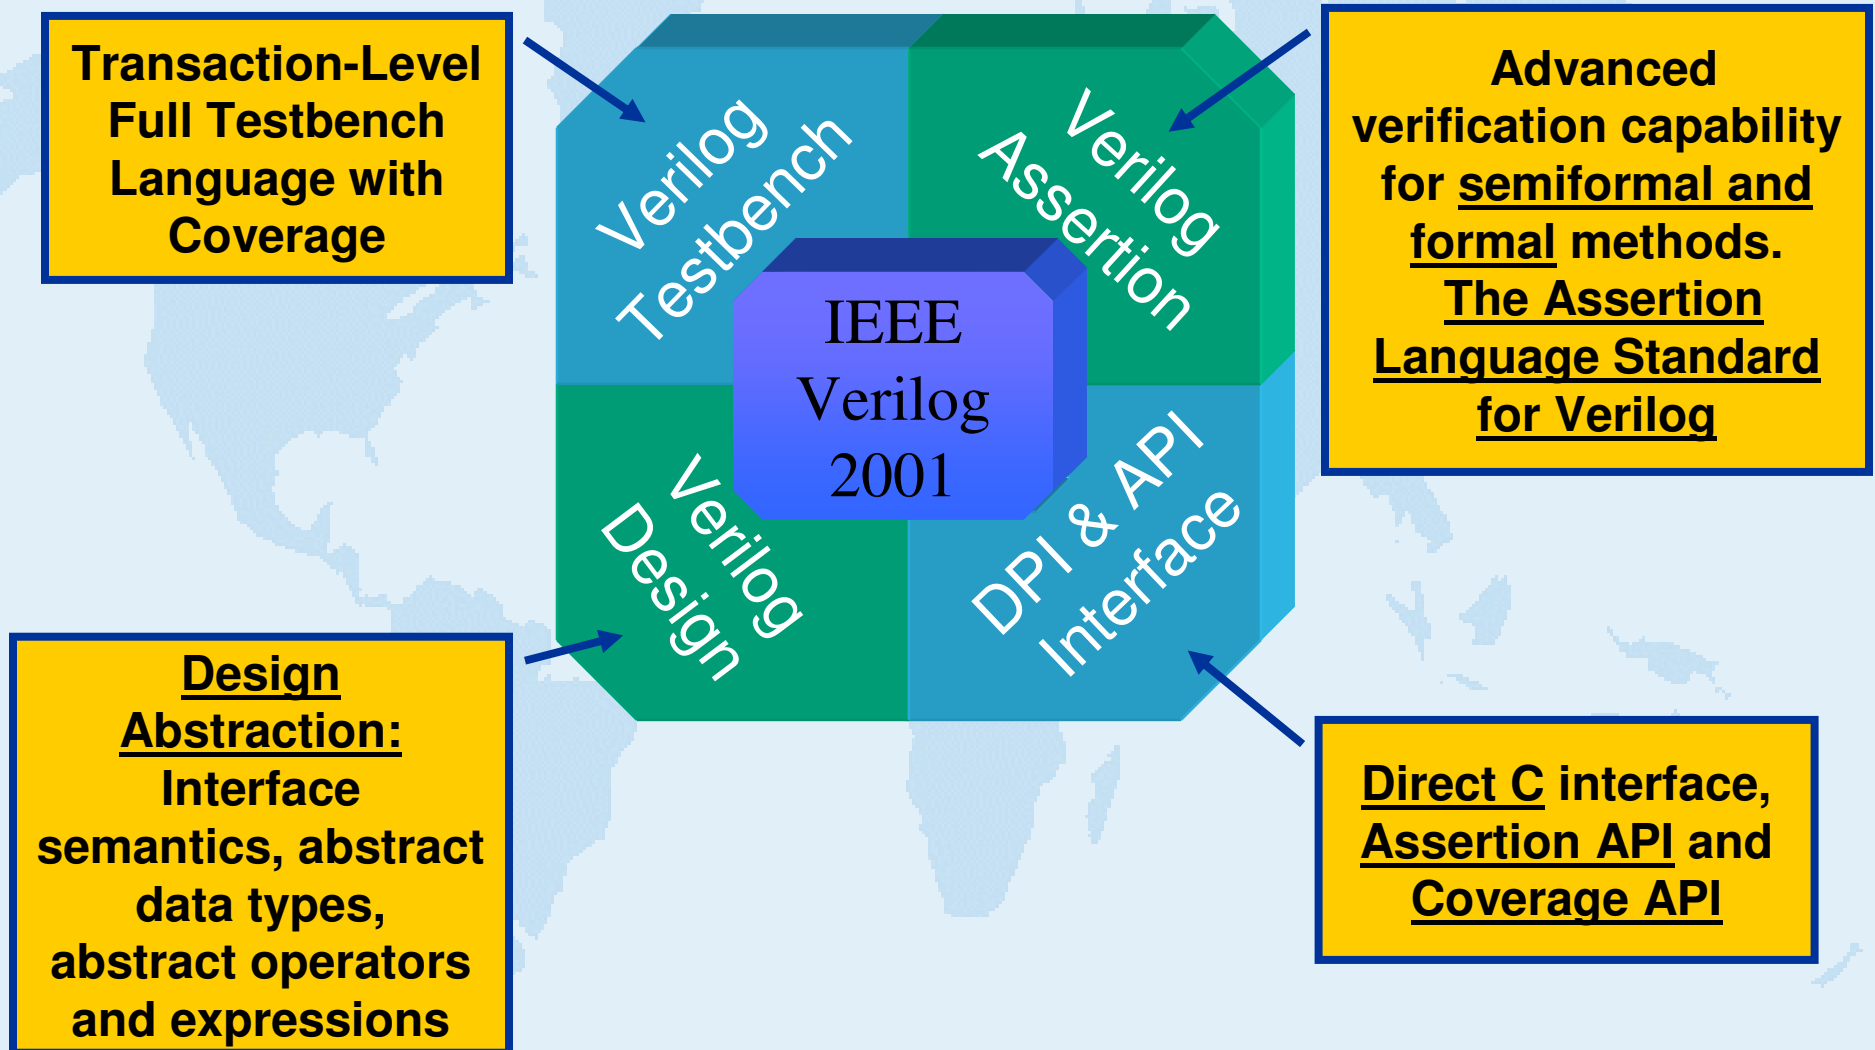 Transaction-Level
Full Testbench
Language with
Coverage
Verilog
Testbench
Verilog
Assertion
Advanced
verification capability
for semiformal and
formal methods.
The Assertion
Language Standard
for Verilog
IEEE
Verilog
2001
Verilog
Design
DPI & API
Interface
Design
Abstraction:
Interface
semantics, abstract
data types,
abstract operators
and expressions
Direct C interface,
Assertion API and
Coverage API